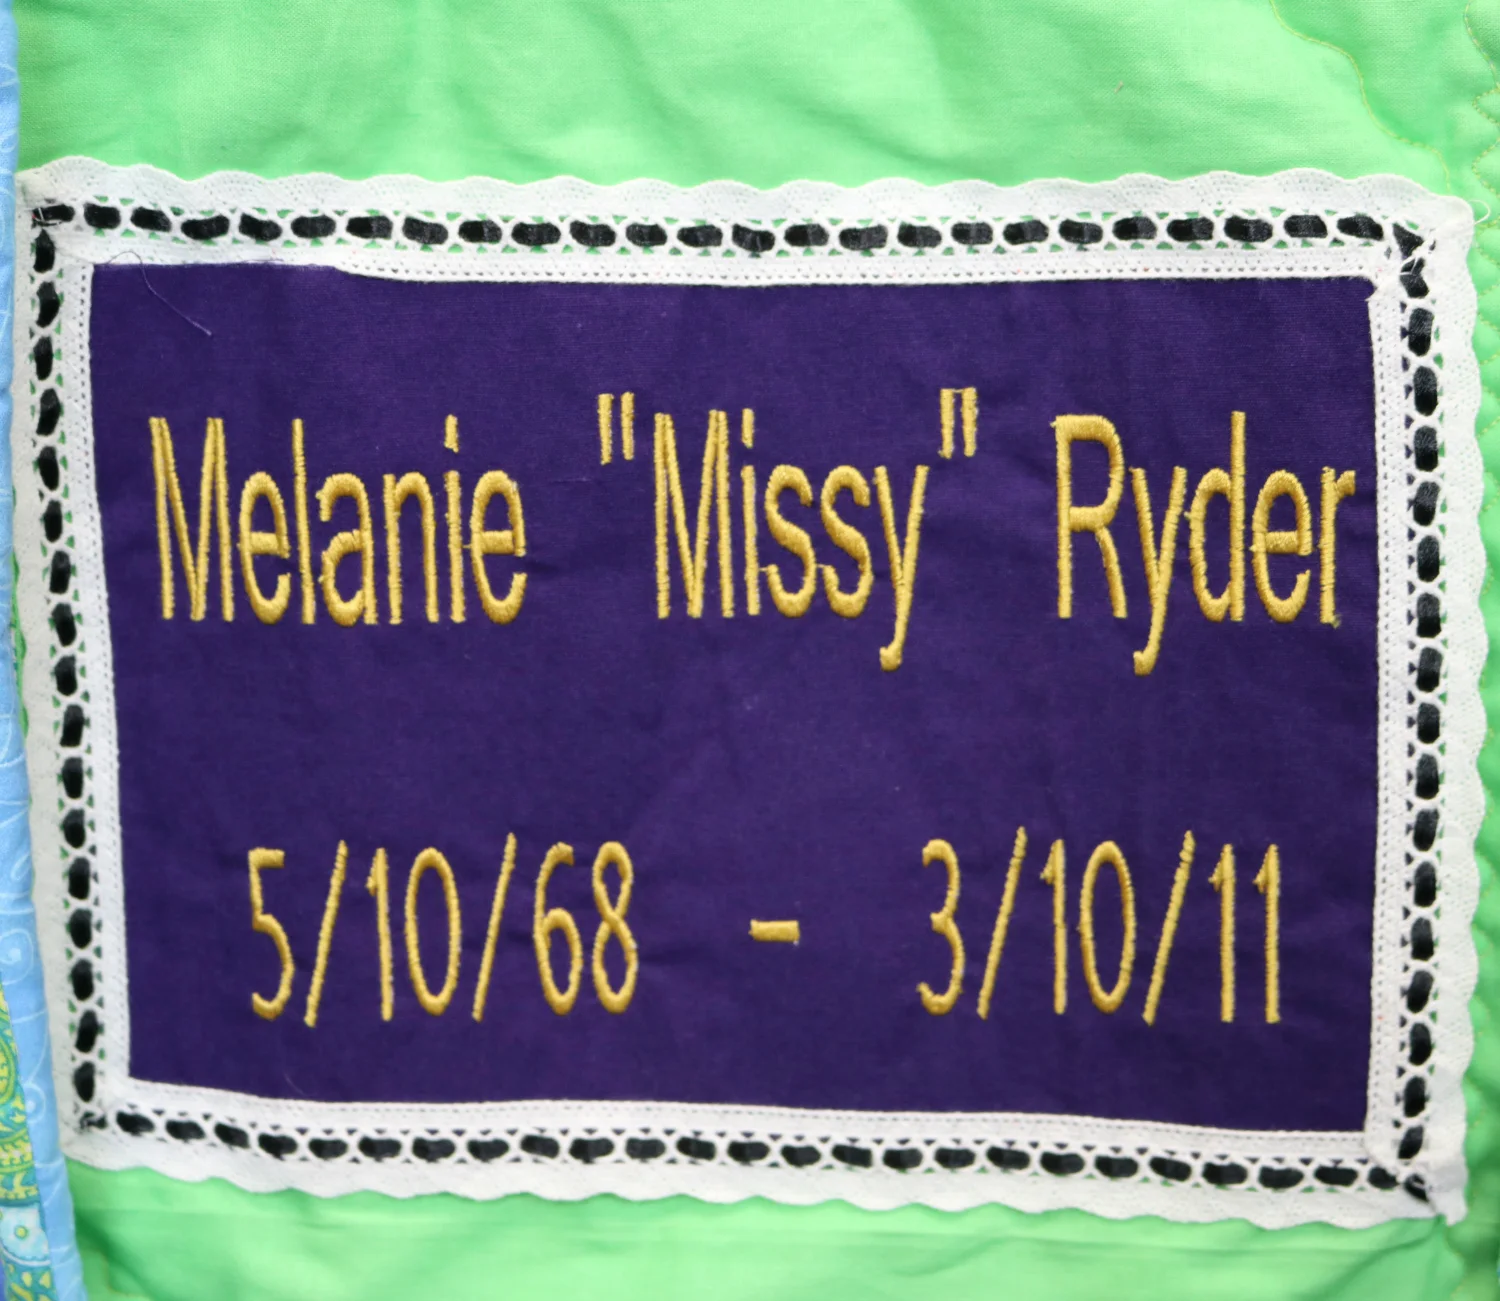 Melanie "Missy" Ryder
5/10/68 - 3/10/11